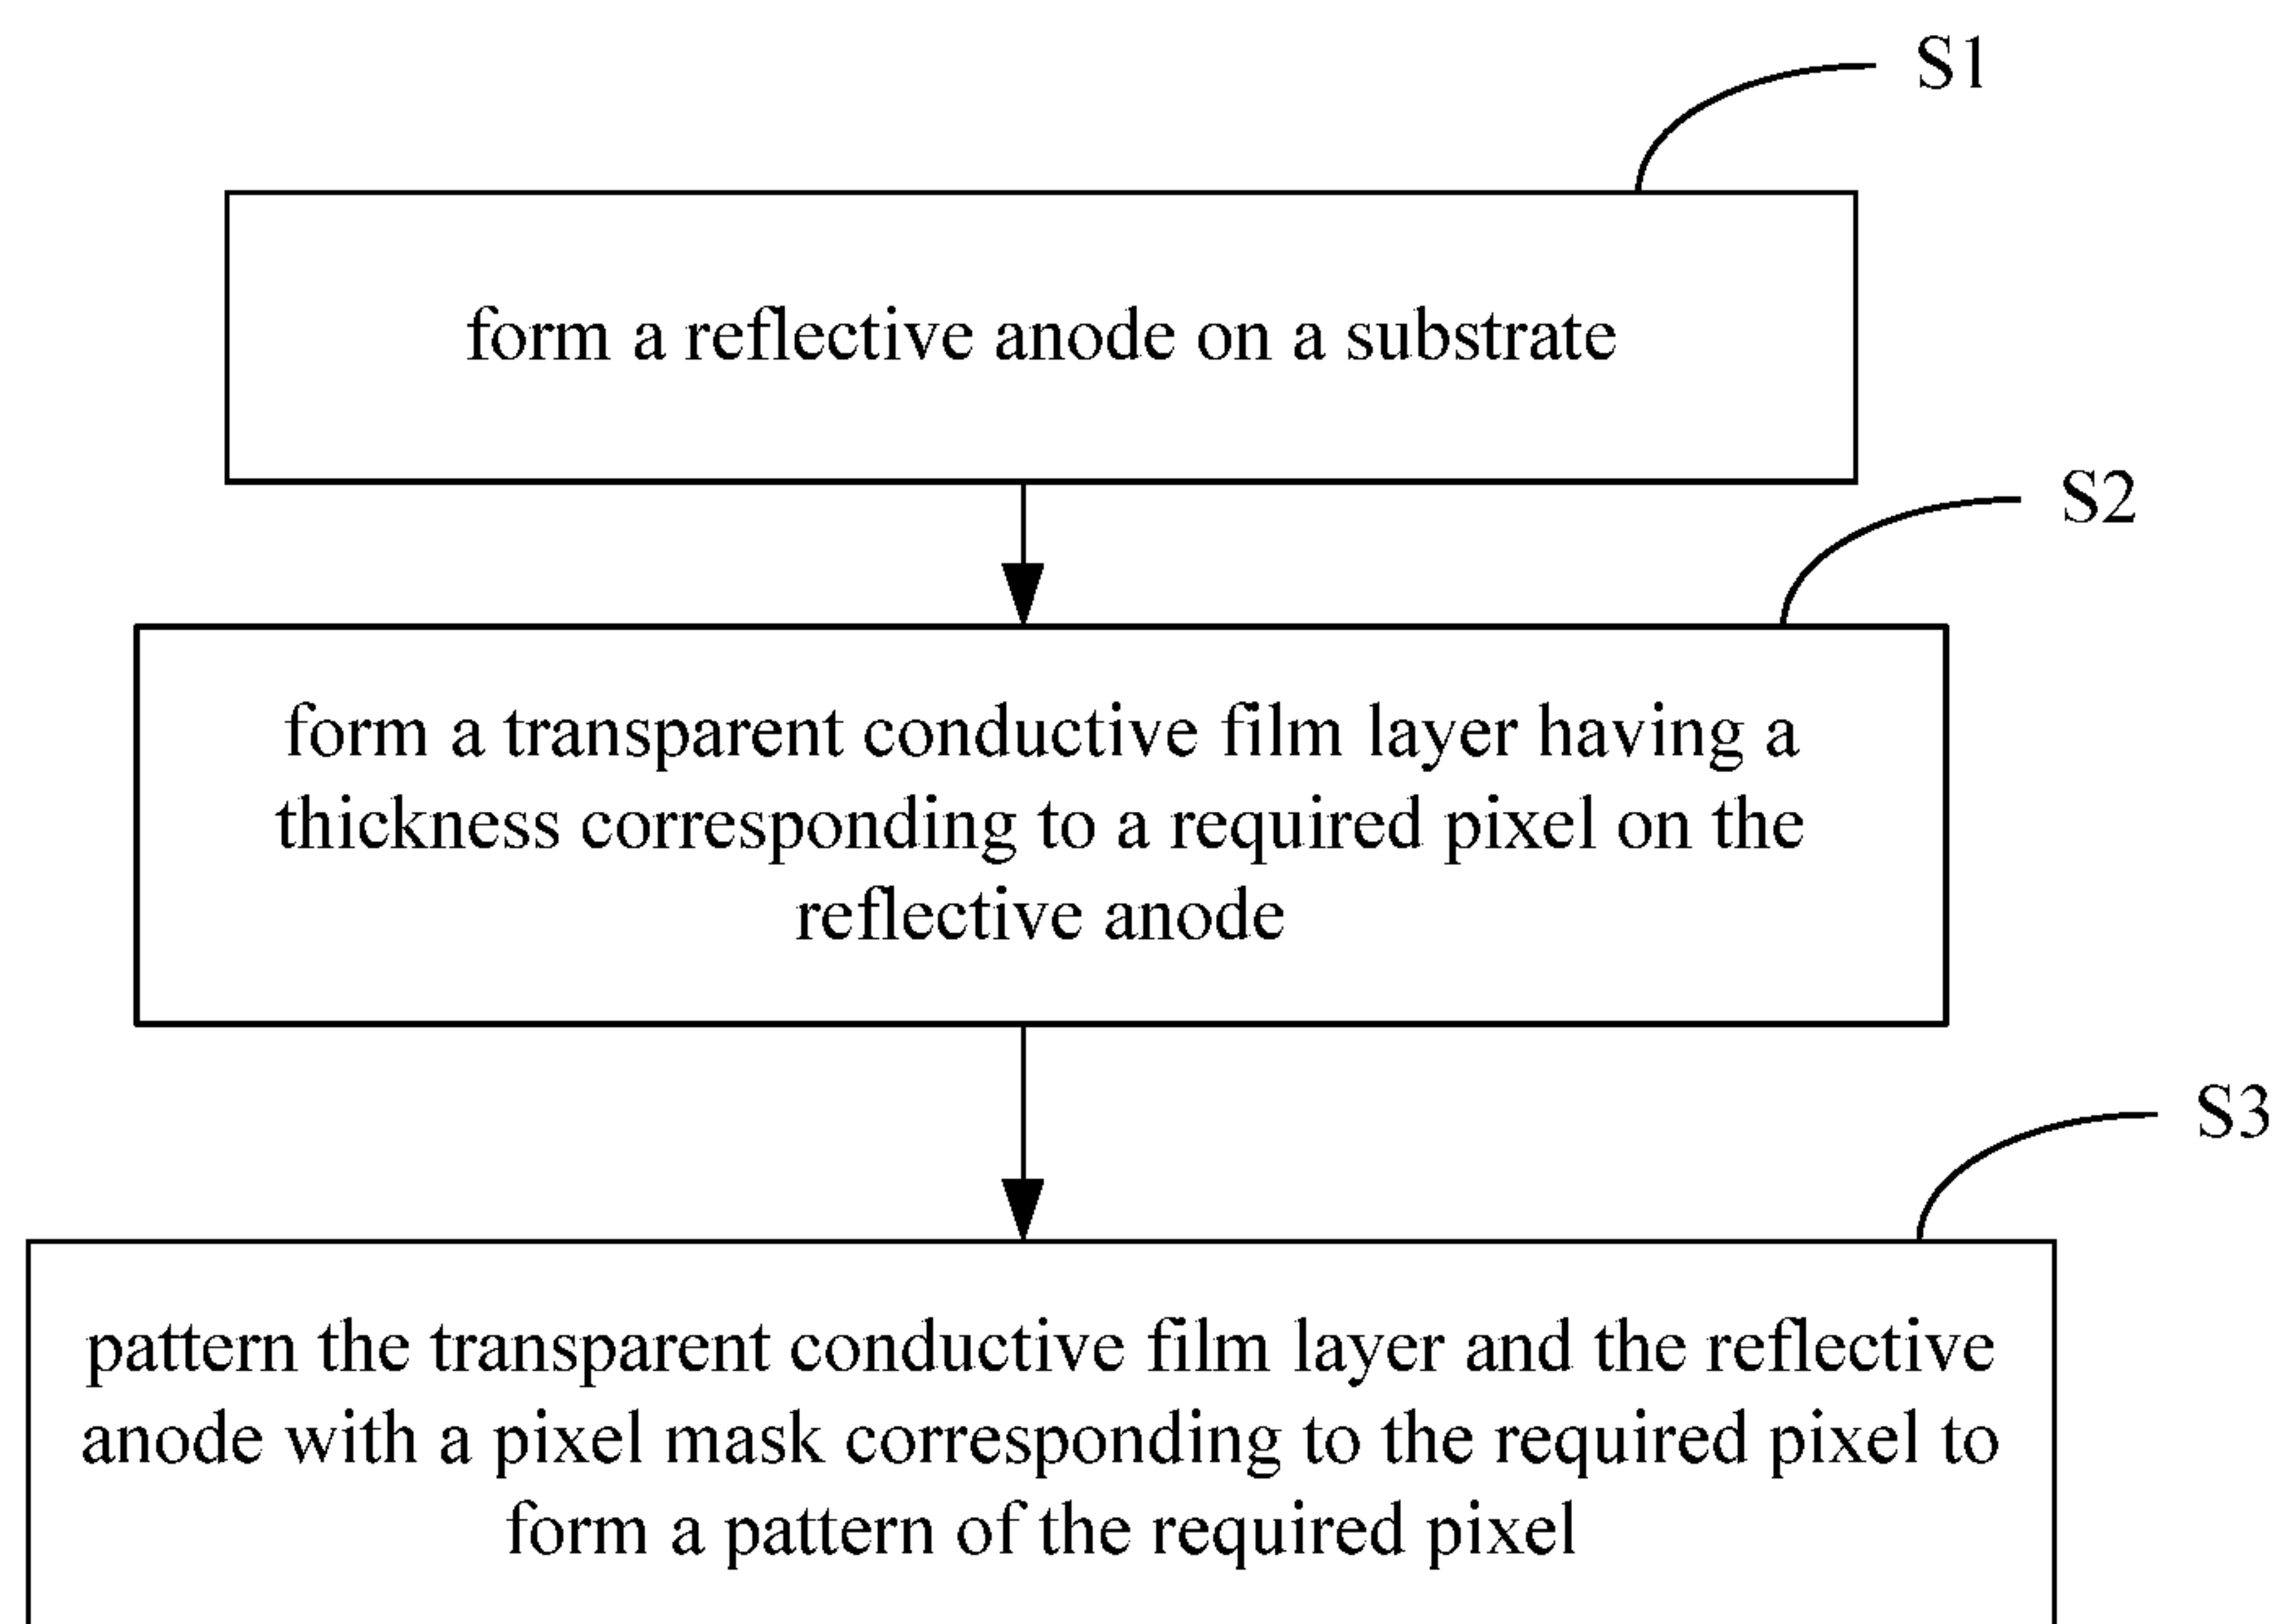 S1
form a reflective anode on a substrate
S2
form a transparent conductive film layer having a
thickness corresponding to a required pixel on the
reflective anode
S3
pattern the transparent conductive film layer and the reflective
anode with a pixel mask corresponding to the required pixel to
form a pattern of the required pixel